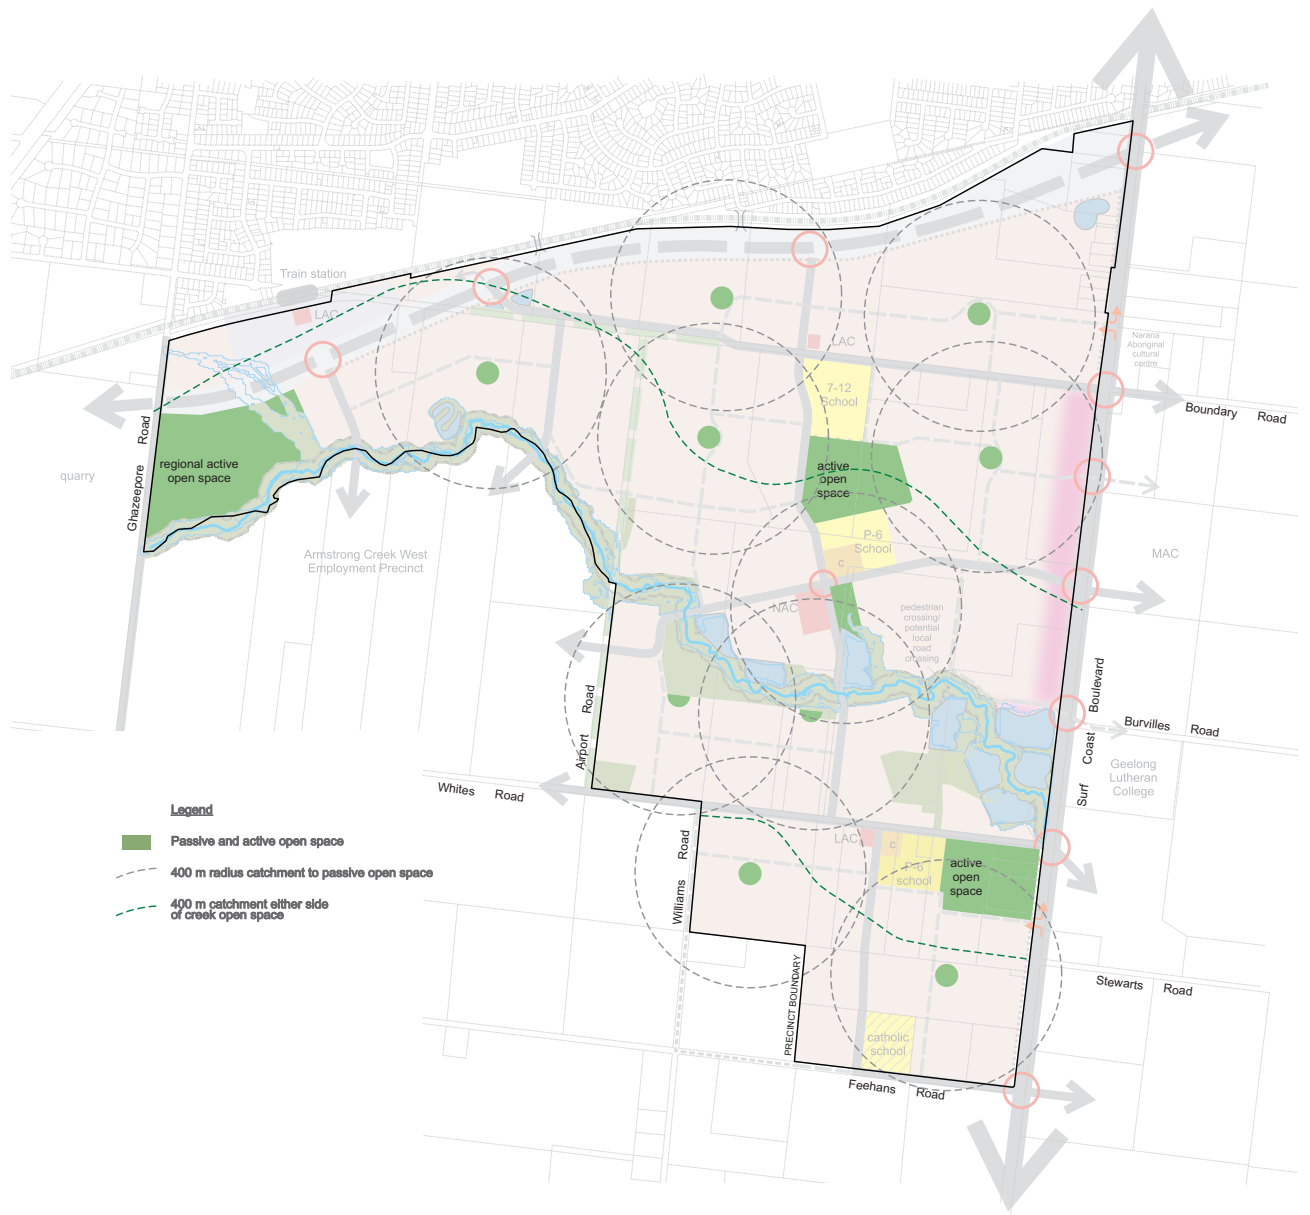 Train station
LAC
LAC
Narana
Aboriginal
cultural
centre
7-12
School
Boundary Road
Ghazeepore Road
quarry
regional active
open space
active
open
space
P-6
School
C
MAC
Armstrong Creek West
Employment Precinct
NAC
pedestrian
crossing/
potential
local
road
crossing
Surf Coast Boulevard
Burvilles Road
Airport Road
Geelong
Lutheran
College
Whites Road
Legend
Passive and active open space
400 m radius catchment to passive open space
400 m catchment either side
of creek open space
Williams Road
LAC
C
P-6
school
active
open
space
PRECINCT BOUNDARY
Stewarts Road
catholic
school
Feehans Road